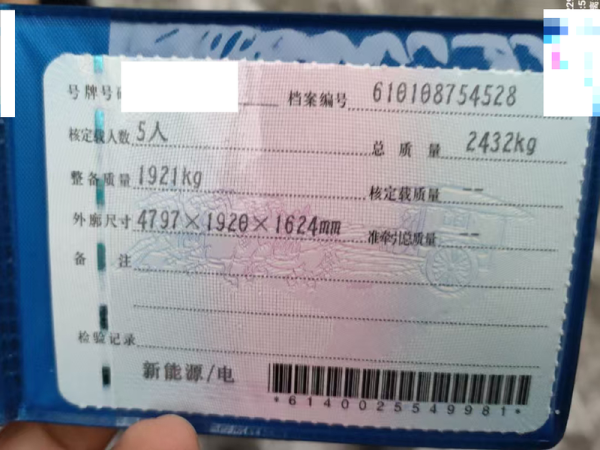 号牌号码 档案编号 610108754528
核定载人数 5人 总质量 2432kg
整备质量 1921kg 核定载质量 --
外廓尺寸 4797×1920×1624mm 准牵引总质量 --
备注
检验记录
新能源/电
*6140025549981*